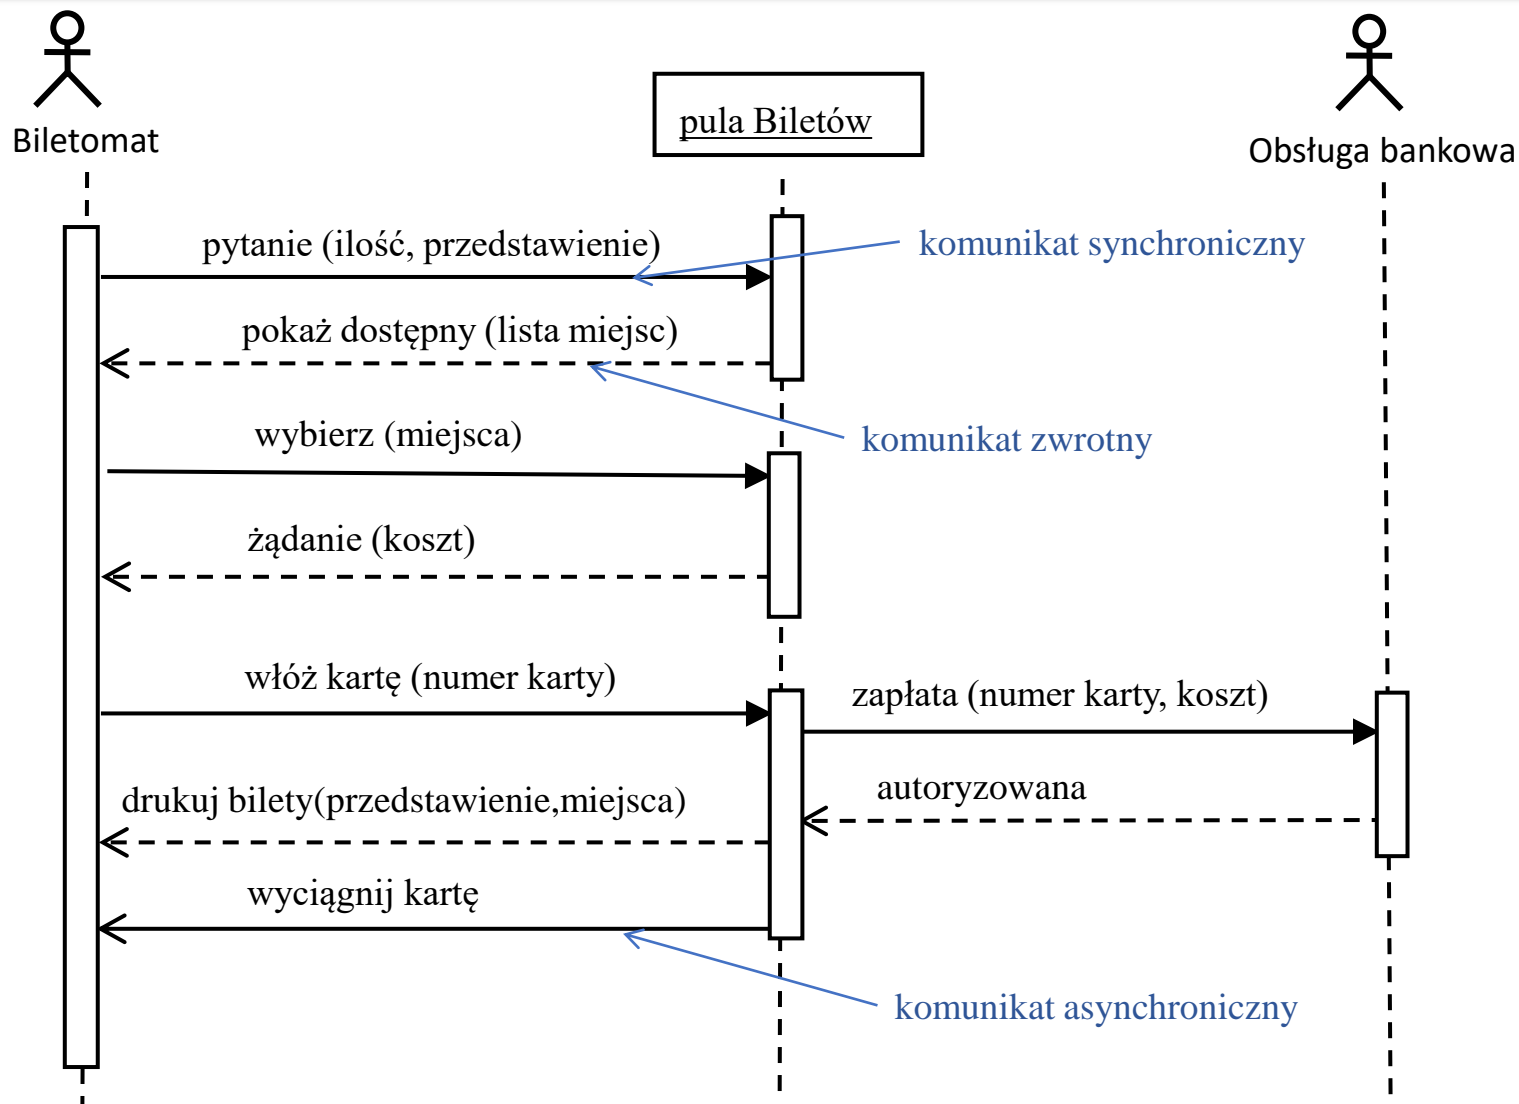 Biletomat
pula Biletów
Obsługa bankowa
pytanie (ilość, przedstawienie)
komunikat synchroniczny
pokaż dostępny (lista miejsc)
wybierz (miejsca)
komunikat zwrotny
żądanie (koszt)
włóż kartę (numer karty)
zapłata (numer karty, koszt)
drukuj bilety(przedstawienie,miejsca)
autoryzowana
wyciągnij kartę
komunikat asynchroniczny